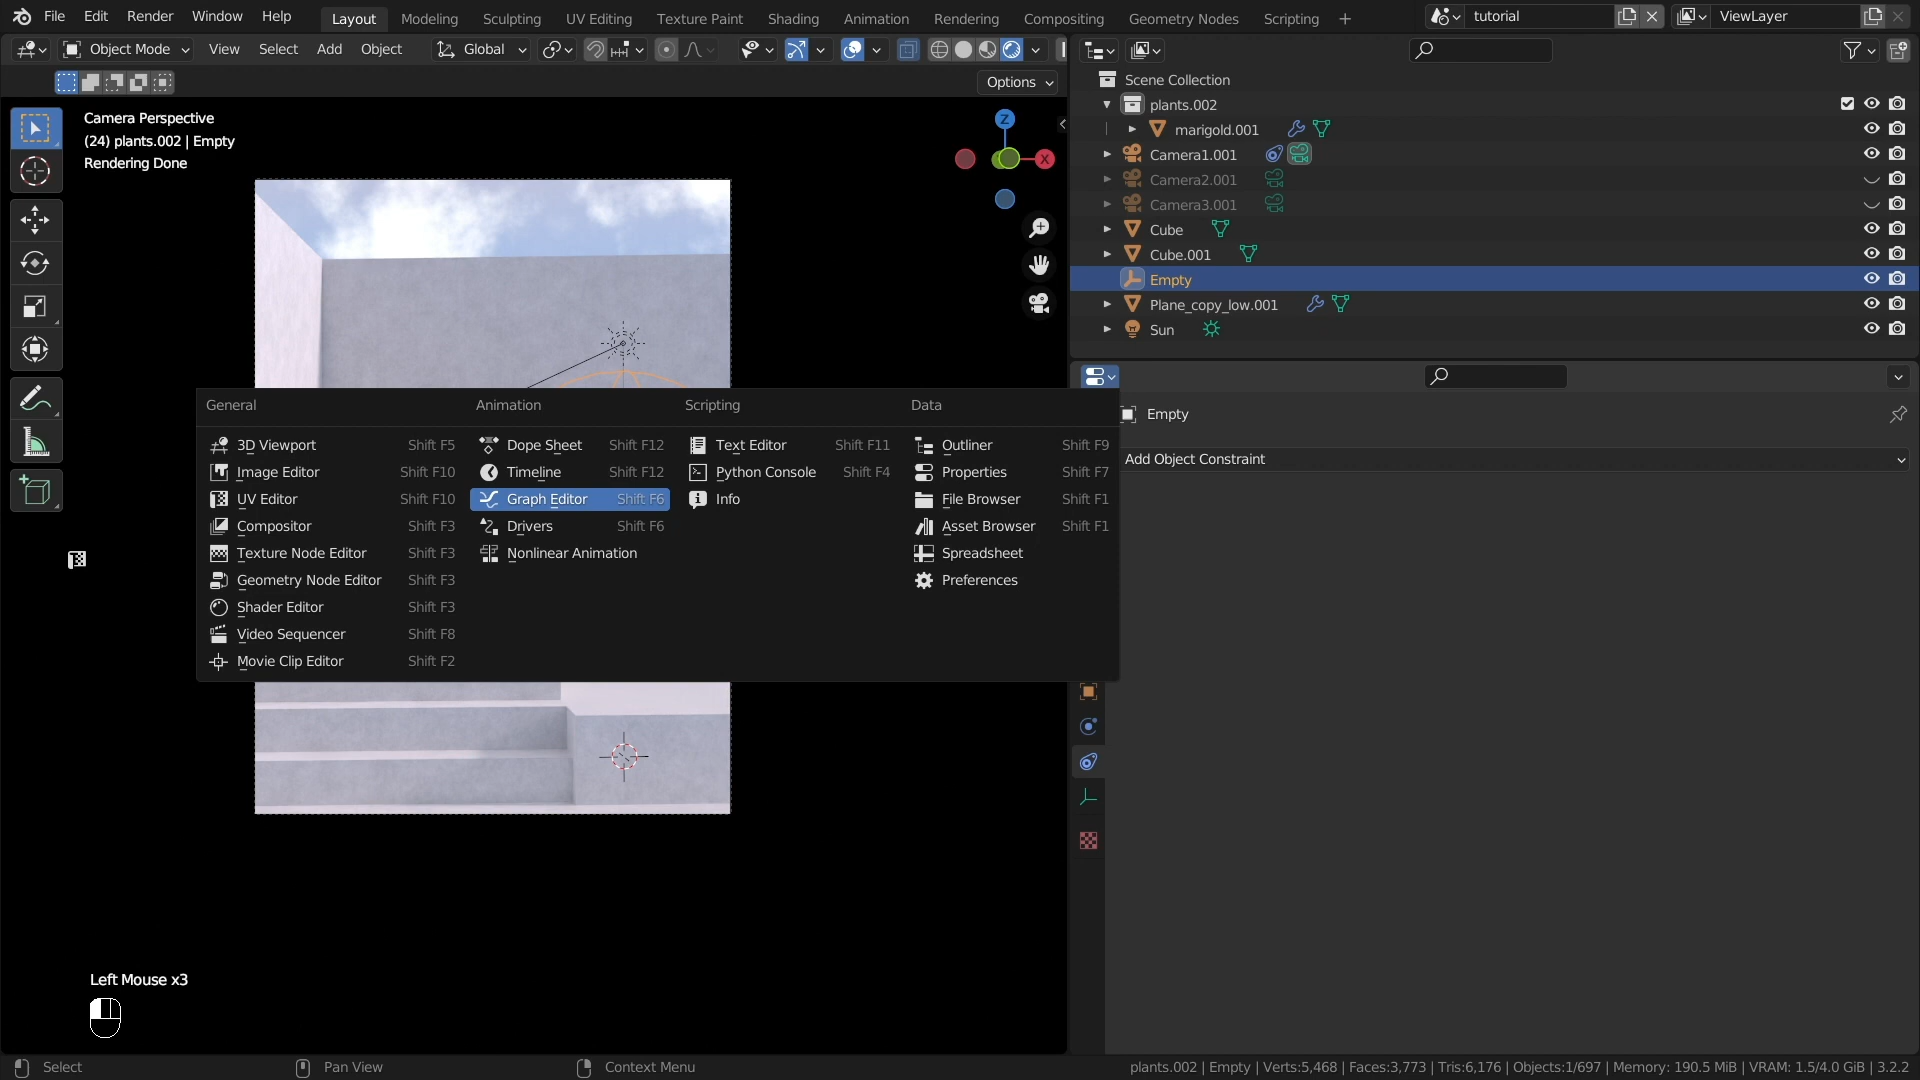 File Edit Render Window Help Layout Modeling Sculpting UV Editing Texture Paint Shading Animation Rendering Compositing Geometry Nodes Scripting + tutorial ViewLayer
Object Mode View Select Add Object Global
Options
Camera Perspective
(24) plants.002 | Empty
Rendering Done
Z
X
Scene Collection
plants.002
marigold.001
Camera1.001
Camera2.001
Camera3.001
Cube
Cube.001
Empty
Plane_copy_low.001
Sun
Empty
Add Object Constraint
General
3D Viewport Shift F5
Image Editor Shift F10
UV Editor Shift F10
Compositor Shift F3
Texture Node Editor Shift F3
Geometry Node Editor Shift F3
Shader Editor Shift F3
Video Sequencer Shift F8
Movie Clip Editor Shift F2
Animation
Dope Sheet Shift F12
Timeline Shift F12
Graph Editor Shift F6
Drivers Shift F6
Nonlinear Animation
Scripting
Text Editor Shift F11
Python Console Shift F4
Info
Data
Outliner Shift F9
Properties Shift F7
File Browser Shift F1
Asset Browser Shift F1
Spreadsheet
Preferences
Left Mouse x3
Select Pan View Context Menu plants.002 | Empty | Verts:5,468 | Faces:3,773 | Tris:6,176 | Objects:1/697 | Memory: 190.5 MiB | VRAM: 1.5/4.0 GiB | 3.2.2